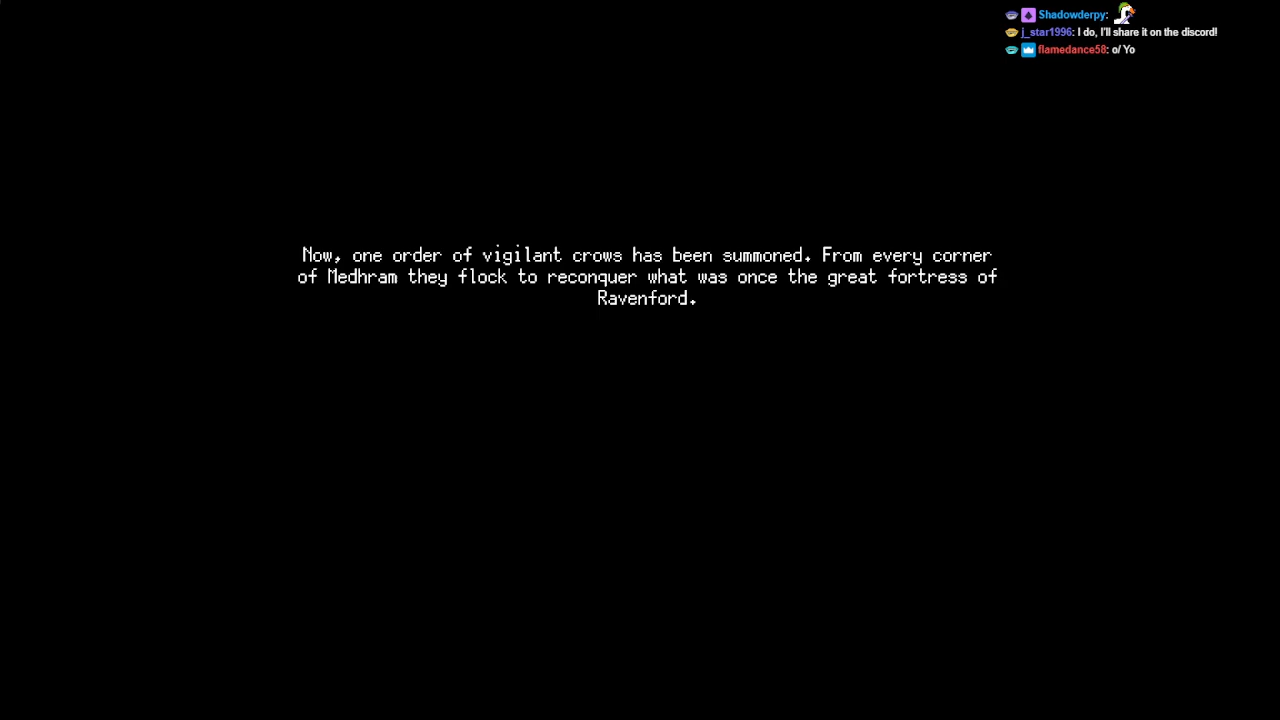 Shadowderpy:
j_star1996: I do, I'll share it on the discord!
flamedance58: o/ Yo
Now, one order of vigilant crows has been summoned. From every corner
of Medhram they flock to reconquer what was once the great fortress of
Ravenford.